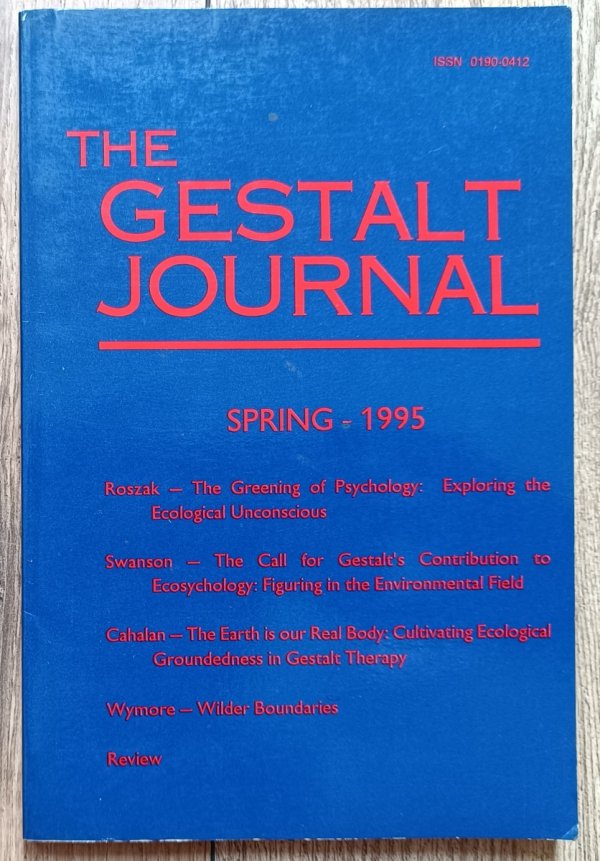 ISSN 0190-0412
THE
GESTALT
JOURNAL
SPRING - 1995
Roszak — The Greening of Psychology: Exploring the
Ecological Unconscious
Swanson — The Call for Gestalt's Contribution to
Ecosychology: Figuring in the Environmental Field
Cahalan — The Earth is our Real Body: Cultivating Ecological
Groundedness in Gestalt Therapy
Wymore — Wilder Boundaries
Review